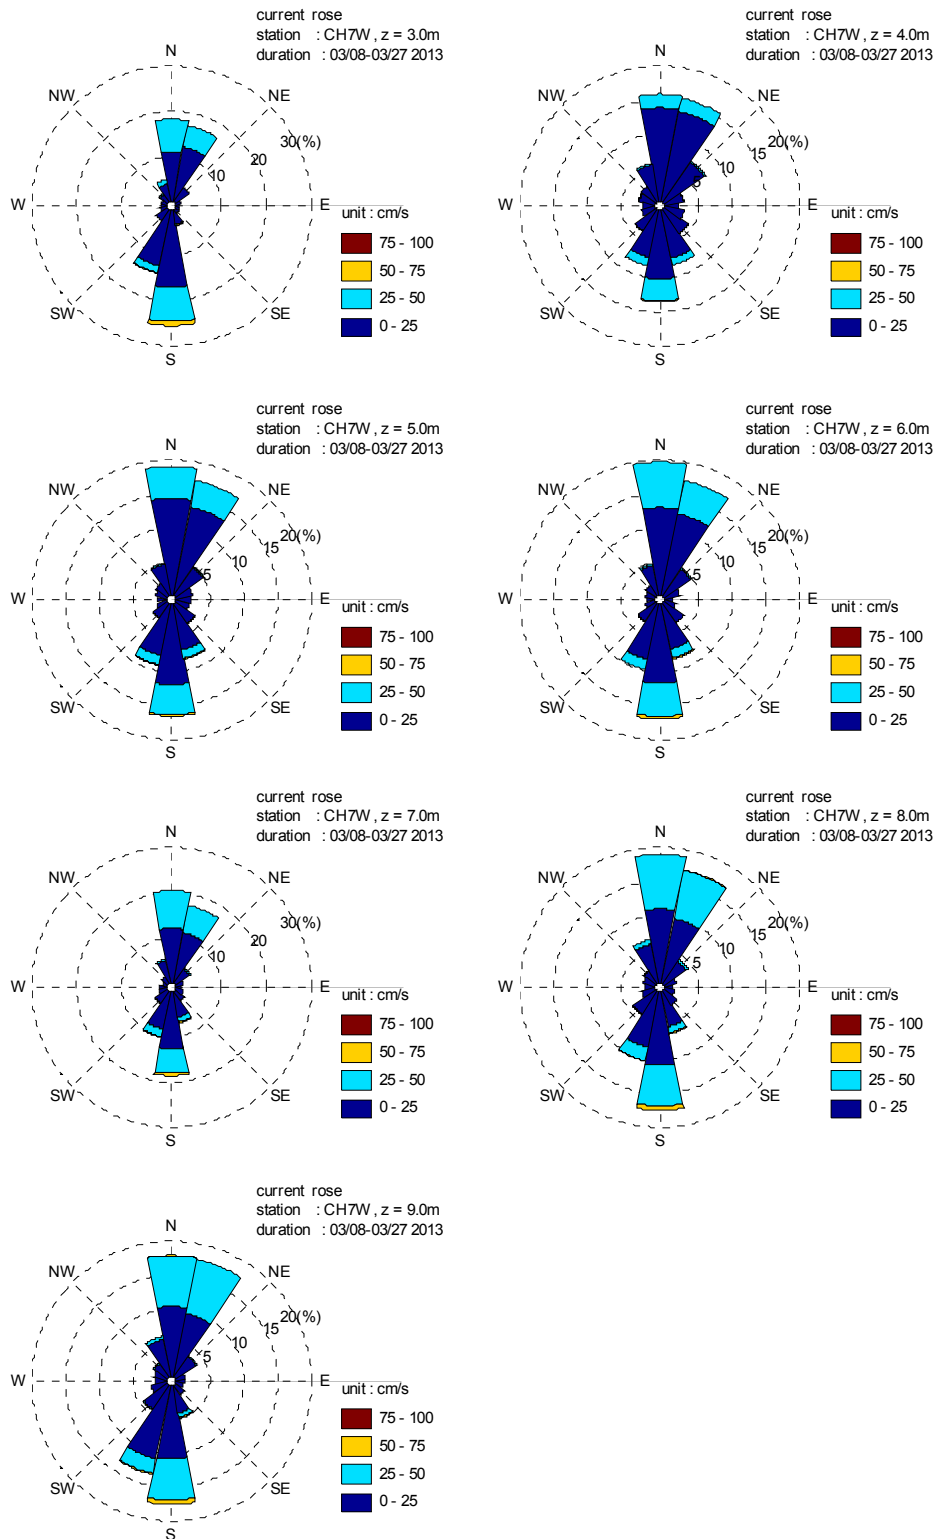 current rose
station : CH7W , z = 3.0m
duration : 03/08-03/27 2013
N
NW
NE
30(%)
20
10
W
E
unit : cm/s
75 - 100
50 - 75
25 - 50
0 - 25
SW
SE
S
current rose
station : CH7W , z = 4.0m
duration : 03/08-03/27 2013
N
NW
NE
20(%)
15
10
5
W
E
unit : cm/s
75 - 100
50 - 75
25 - 50
0 - 25
SW
SE
S
current rose
station : CH7W , z = 5.0m
duration : 03/08-03/27 2013
N
NW
NE
20(%)
15
10
5
W
E
unit : cm/s
75 - 100
50 - 75
25 - 50
0 - 25
SW
SE
S
current rose
station : CH7W , z = 6.0m
duration : 03/08-03/27 2013
N
NW
NE
20(%)
15
10
5
W
E
unit : cm/s
75 - 100
50 - 75
25 - 50
0 - 25
SW
SE
S
current rose
station : CH7W , z = 7.0m
duration : 03/08-03/27 2013
N
NW
NE
30(%)
20
10
W
E
unit : cm/s
75 - 100
50 - 75
25 - 50
0 - 25
SW
SE
S
current rose
station : CH7W , z = 8.0m
duration : 03/08-03/27 2013
N
NW
NE
20(%)
15
10
5
W
E
unit : cm/s
75 - 100
50 - 75
25 - 50
0 - 25
SW
SE
S
current rose
station : CH7W , z = 9.0m
duration : 03/08-03/27 2013
N
NW
NE
20(%)
15
10
5
W
E
unit : cm/s
75 - 100
50 - 75
25 - 50
0 - 25
SW
SE
S